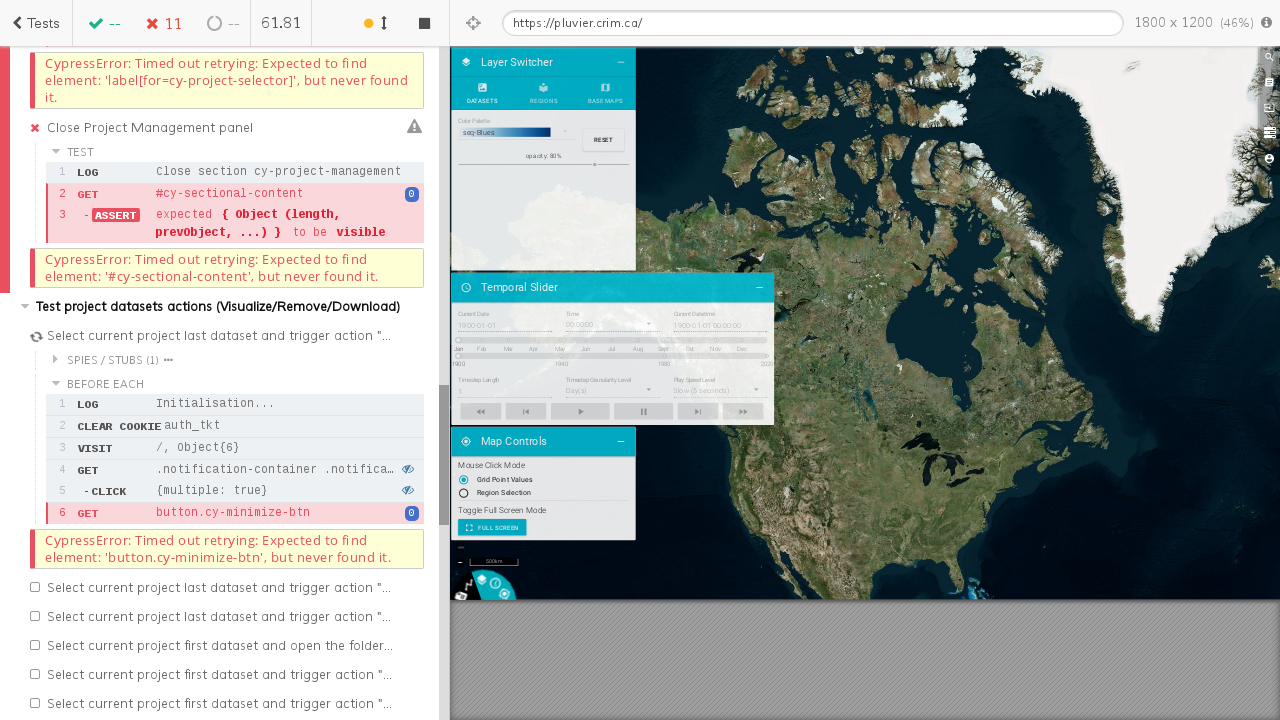 Tests
--
11
--
61.81
https://pluvier.crim.ca/
1800 x 1200 (46%)
CypressError: Timed out retrying: Expected to find
element: 'label[for=cy-project-selector]', but never found
it.
Close Project Management panel
TEST
1 LOG Close section cy-project-management
2 GET #cy-sectional-content 0
3 -ASSERT expected { Object (length,
prevObject, ...) } to be visible
CypressError: Timed out retrying: Expected to find
element: '#cy-sectional-content', but never found it.
Test project datasets actions (Visualize/Remove/Download)
Select current project last dataset and trigger action "...
SPIES / STUBS (1)
BEFORE EACH
1 LOG Initialisation...
2 CLEAR COOKIE auth_tkt
3 VISIT /, Object{6}
4 GET .notification-container .notifica…
5 -CLICK {multiple: true}
6 GET button.cy-minimize-btn 0
CypressError: Timed out retrying: Expected to find
element: 'button.cy-minimize-btn', but never found it.
Select current project last dataset and trigger action "...
Select current project last dataset and trigger action "...
Select current project first dataset and open the folder...
Select current project first dataset and trigger action "...
Select current project first dataset and trigger action "...
Layer Switcher
DATASETS REGIONS BASE MAPS
Color Palette
seq-Blues
RESET
opacity: 80%
Temporal Slider
Current Date Time Current Datetime
1900-01-01 00:00:00 1900-01-01 00:00:00
Jan Feb Mar Apr May Jun Jul Aug Sept Oct Nov Dec
1900 1940 1980 2020
Timestep Length Timestep Granularity Level Play Speed Level
1 Day(s) Slow (5 seconds)
Map Controls
Mouse Click Mode
Grid Point Values
Region Selection
Toggle Full Screen Mode
FULL SCREEN
500km